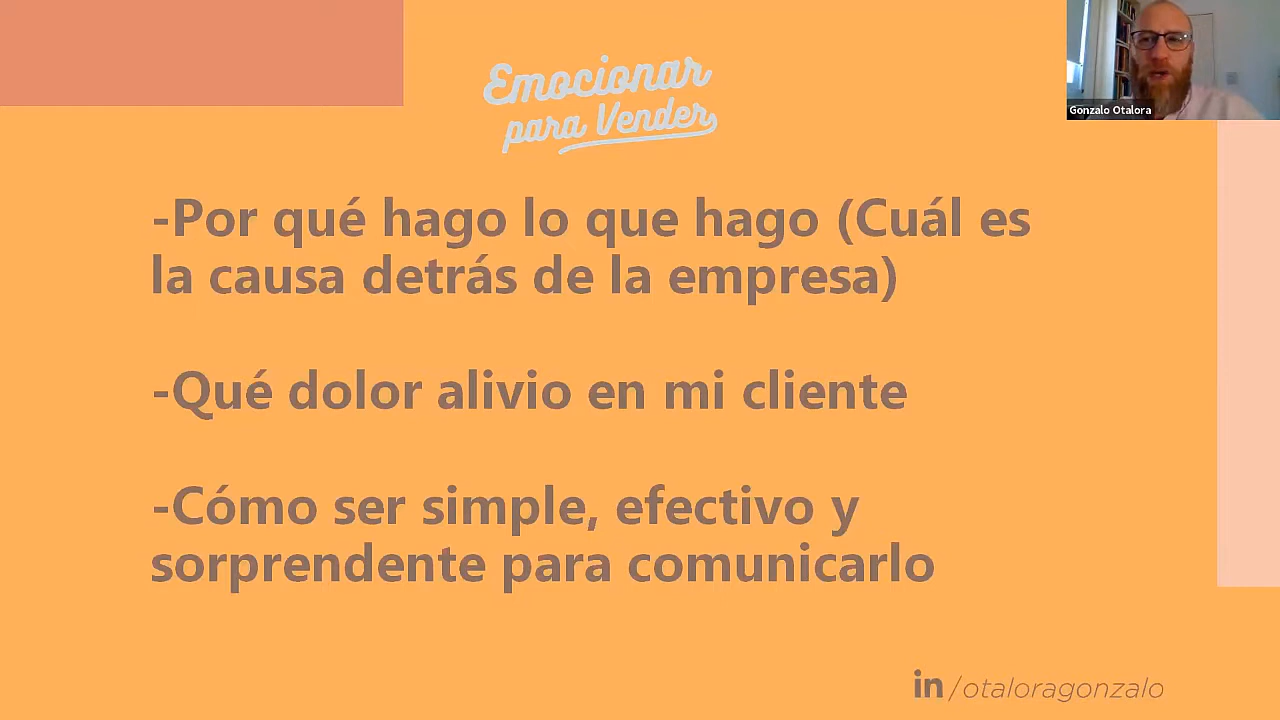 Emocionar
para Vender
Gonzalo Otalora
-Por qué hago lo que hago (Cuál es
la causa detrás de la empresa)
-Qué dolor alivio en mi cliente
-Cómo ser simple, efectivo y
sorprendente para comunicarlo
in/otaloragonzalo